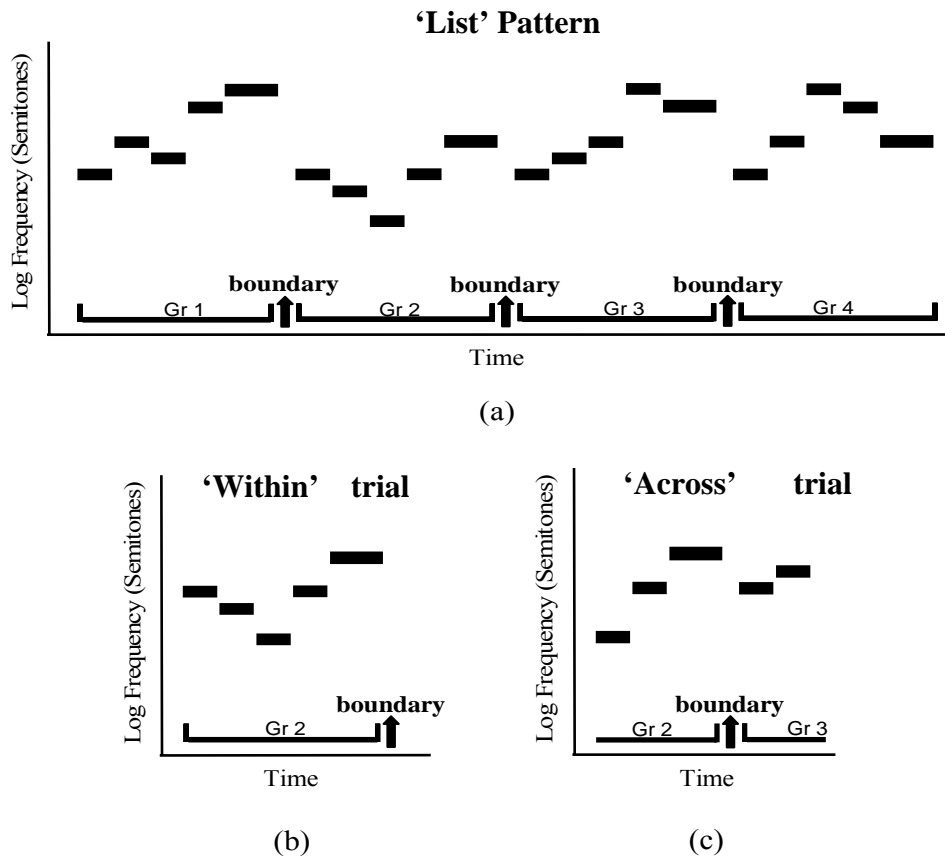 ‘List’ Pattern
Log Frequency (Semitones)
boundary boundary boundary
Gr 1 Gr 2 Gr 3 Gr 4
Time
(a)
‘Within’ trial
Log Frequency (Semitones)
boundary
Gr 2
Time
(b)
‘Across’ trial
Log Frequency (Semitones)
boundary
Gr 2 Gr 3
Time
(c)